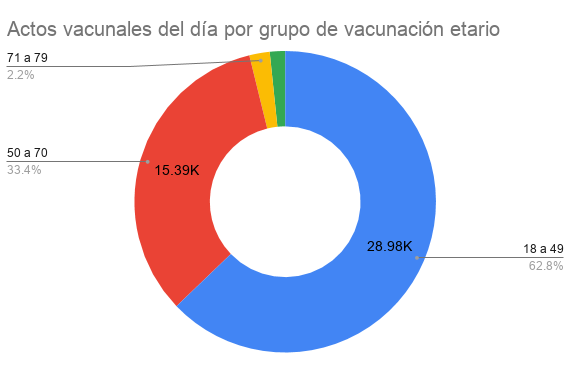 Actos vacunales del día por grupo de vacunación etario
71 a 79
2.2%
50 a 70
33.4%
15.39K
28.98K
18 a 49
62.8%